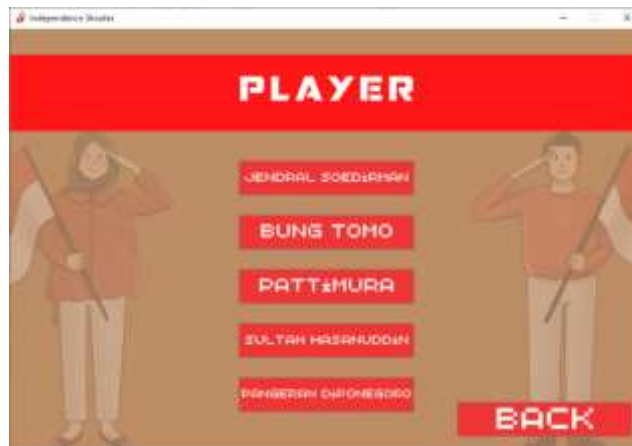 Independence Shooter
PLAYER
JENDRAL SOEDiRMAN
BUNG TOMO
PATTiMURA
SULTAN HASANUDDiN
PANGERAN DiPONEGORO
BACK